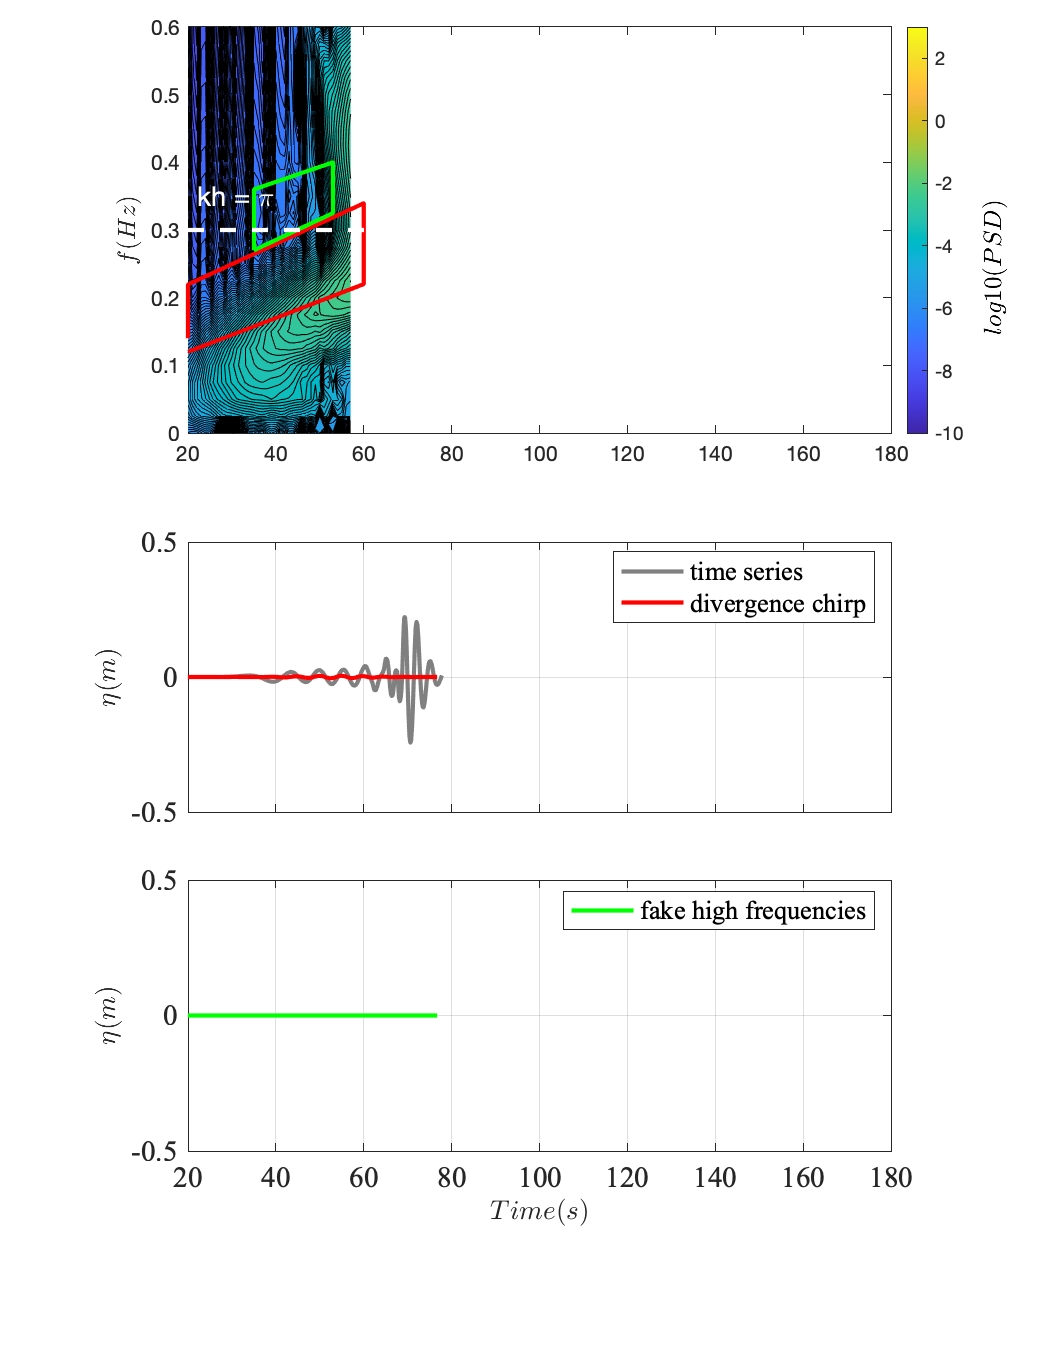 0.6
0.5
0.4
0.3
0.2
0.1
0
f(Hz)
kh = π
20 40 60 80 100 120 140 160 180
2
0
-2
-4
-6
-8
-10
log10(PSD)
0.5
0
-0.5
η(m)
time series
divergence chirp
0.5
0
-0.5
η(m)
fake high frequencies
20 40 60 80 100 120 140 160 180
Time(s)